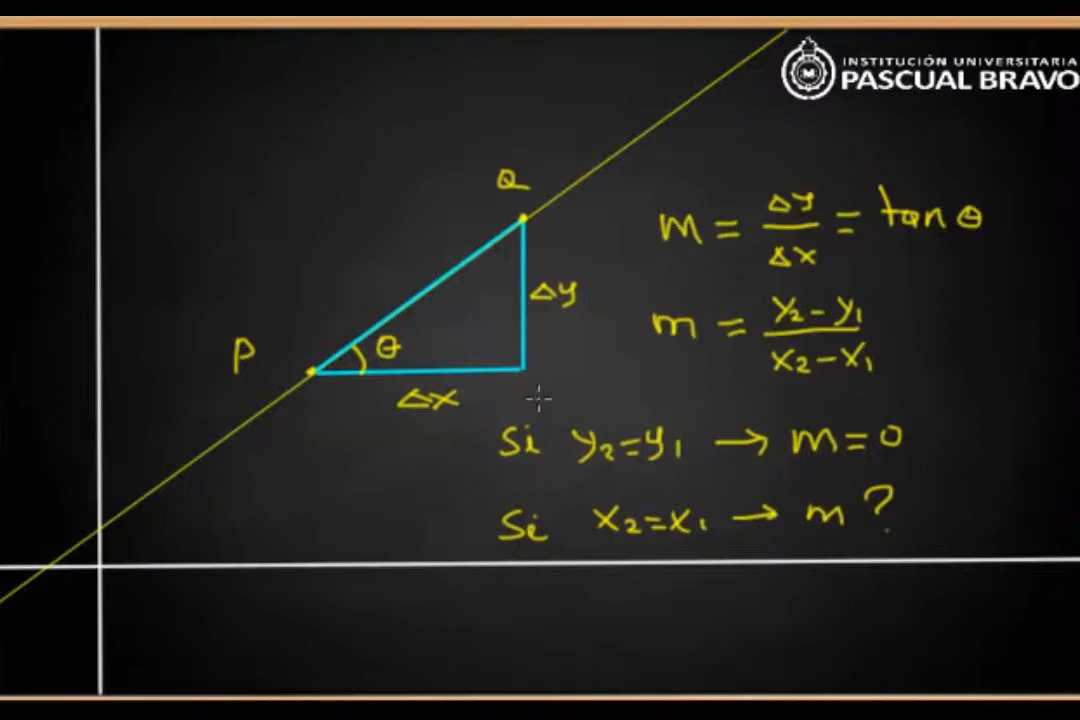 INSTITUCIÓN UNIVERSITARIA
PASCUAL BRAVO
Q
m = Δy/Δx = tan θ
Δy
m = y₂-y₁/x₂-x₁
P
θ
Δx
Si y₂=y₁ → m=0
Si x₂=x₁ → m ?